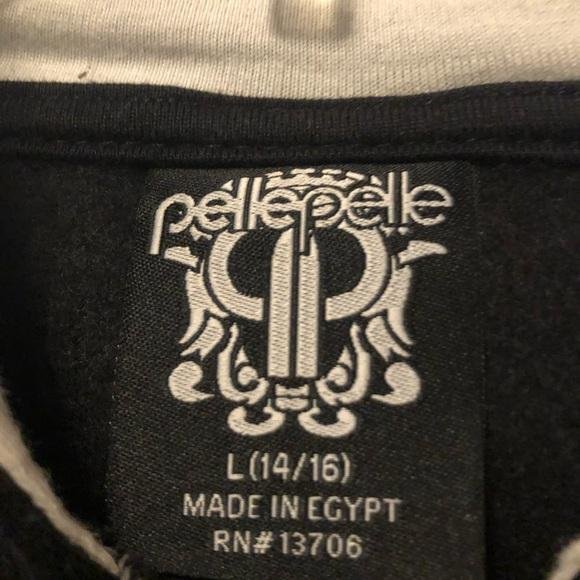 pellepelle
L(14/16)
MADE IN EGYPT
RN#13706